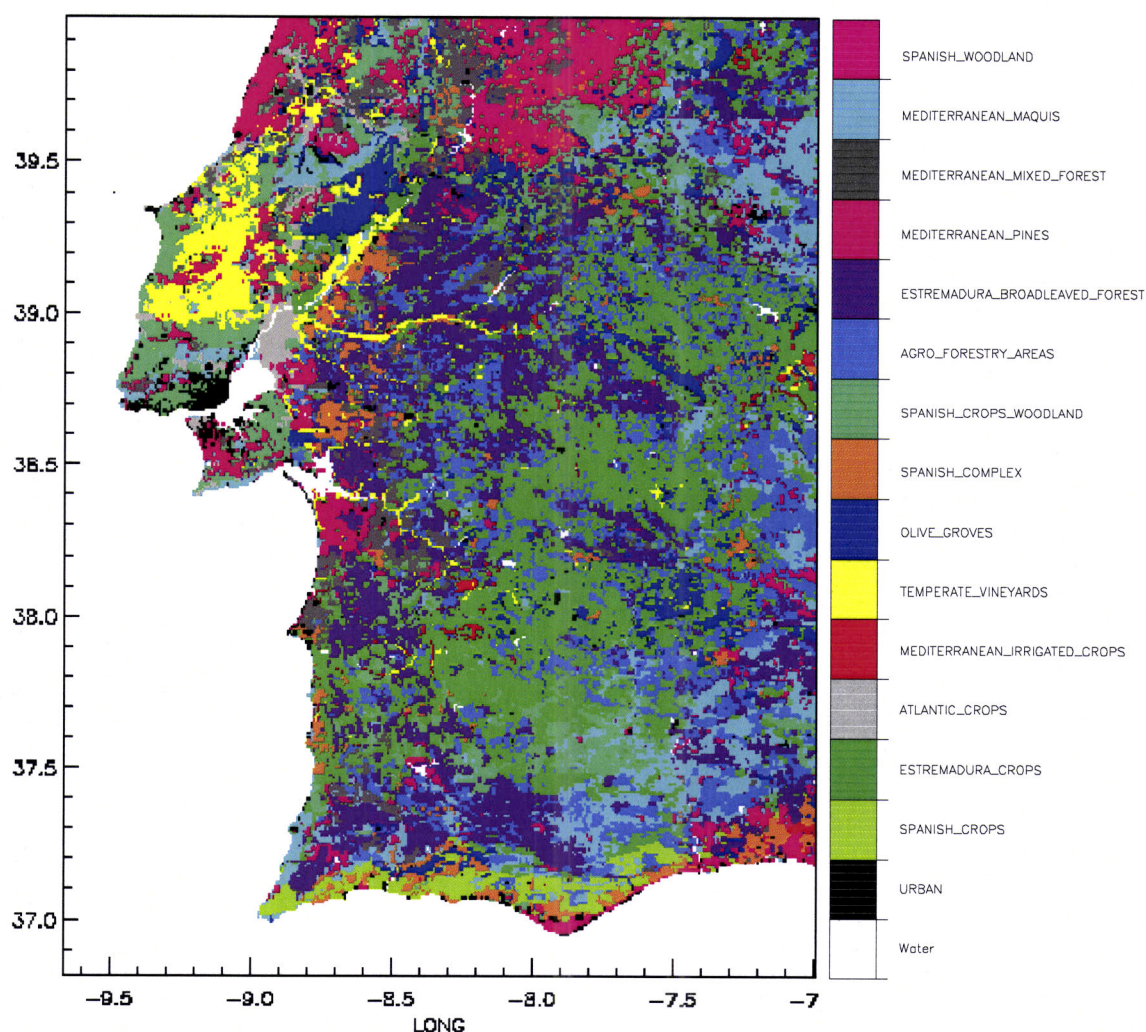 SPANISH_WOODLAND
MEDITERRANEAN_MAQUIS
MEDITERRANEAN_MIXED_FOREST
MEDITERRANEAN_PINES
ESTREMADURA_BROADLEAVED_FOREST
AGRO_FORESTRY_AREAS
SPANISH_CROPS_WOODLAND
SPANISH_COMPLEX
OLIVE_GROVES
TEMPERATE_VINEYARDS
MEDITERRANEAN_IRRIGATED_CROPS
ATLANTIC_CROPS
ESTREMADURA_CROPS
SPANISH_CROPS
URBAN
Water
39.5
39.0
38.5
38.0
37.5
37.0
-9.5 -9.0 -8.5 -8.0 -7.5 -7
LONG